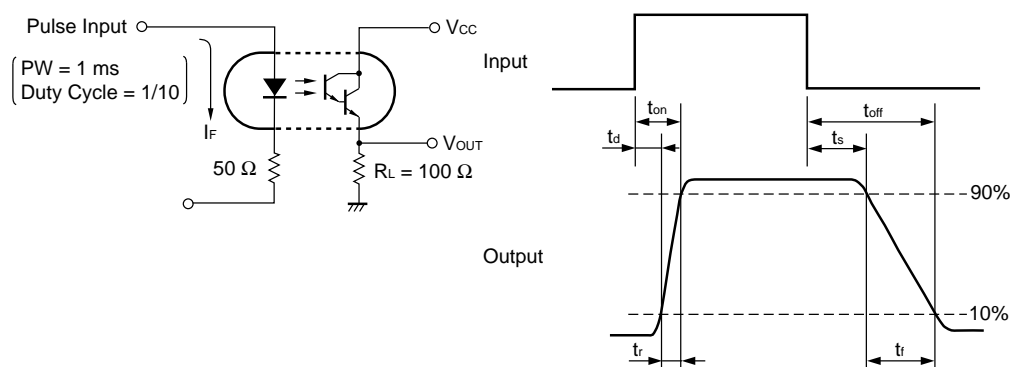 Pulse Input
PW = 1 ms
Duty Cycle = 1/10
IF
50 Ω
VCC
VOUT
RL = 100 Ω
Input
ton
toff
td
ts
90%
Output
10%
tr
tf